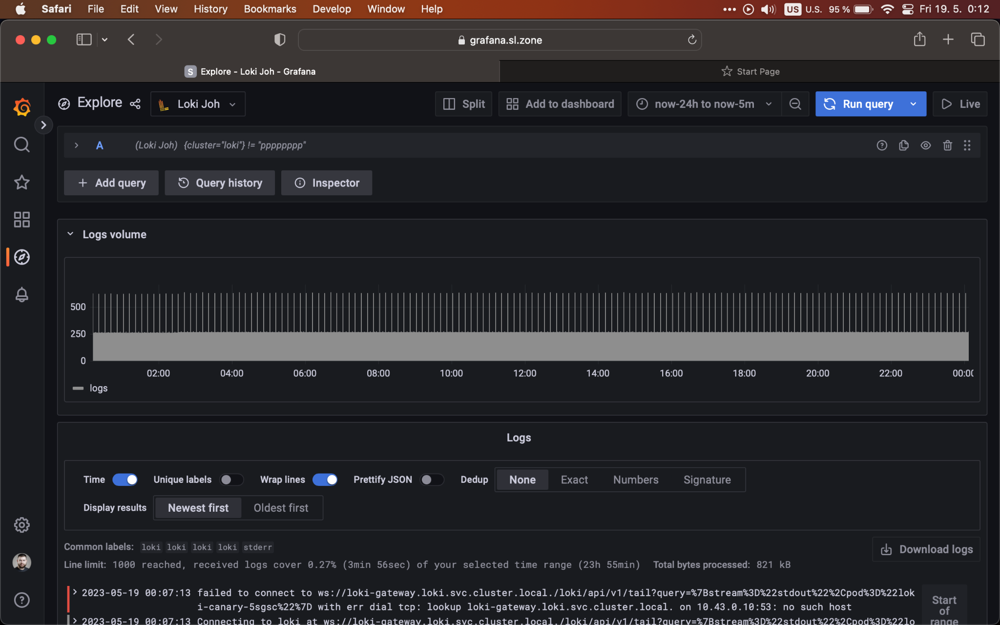 Safari File Edit View History Bookmarks Develop Window Help US U.S. 95 % Fri 19. 5. 0:12
grafana.sl.zone
S Explore - Loki Joh - Grafana Start Page
Explore Loki Joh Split Add to dashboard now-24h to now-5m Run query Live
A (Loki Joh) {cluster="loki"} != "pppppppp"
+ Add query Query history Inspector
Logs volume
500
250
0
02:00 04:00 06:00 08:00 10:00 12:00 14:00 16:00 18:00 20:00 22:00 00:00
logs
Logs
Time Unique labels Wrap lines Prettify JSON Dedup None Exact Numbers Signature
Display results Newest first Oldest first
Common labels: loki loki loki loki stderr Download logs
Line limit: 1000 reached, received logs cover 0.27% (3min 56sec) of your selected time range (23h 55min) Total bytes processed: 821 kB
2023-05-19 00:07:13 failed to connect to ws://loki-gateway.loki.svc.cluster.local./loki/api/v1/tail?query=%7Bstream%3D%22stdout%22%2Cpod%3D%22lok
i-canary-5sgsc%22%7D with err dial tcp: lookup loki-gateway.loki.svc.cluster.local. on 10.43.0.10:53: no such host
2023-05-19 00:07:13 Connecting to loki at ws://loki-gateway.loki.svc.cluster.local./loki/api/v1/tail?query=%7Bstream%3D%22stdout%22%2Cpod%3D%22lo
Start
of
range